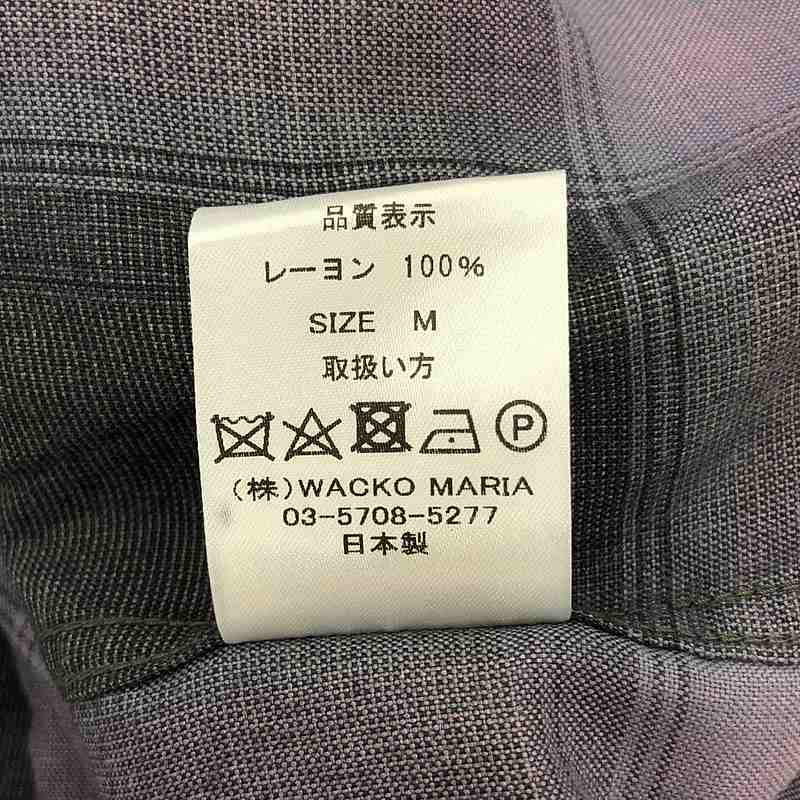 品質表示
レーヨン 100%
SIZE M
取扱い方
P
(株)WACKO MARIA
03-5708-5277
日本製